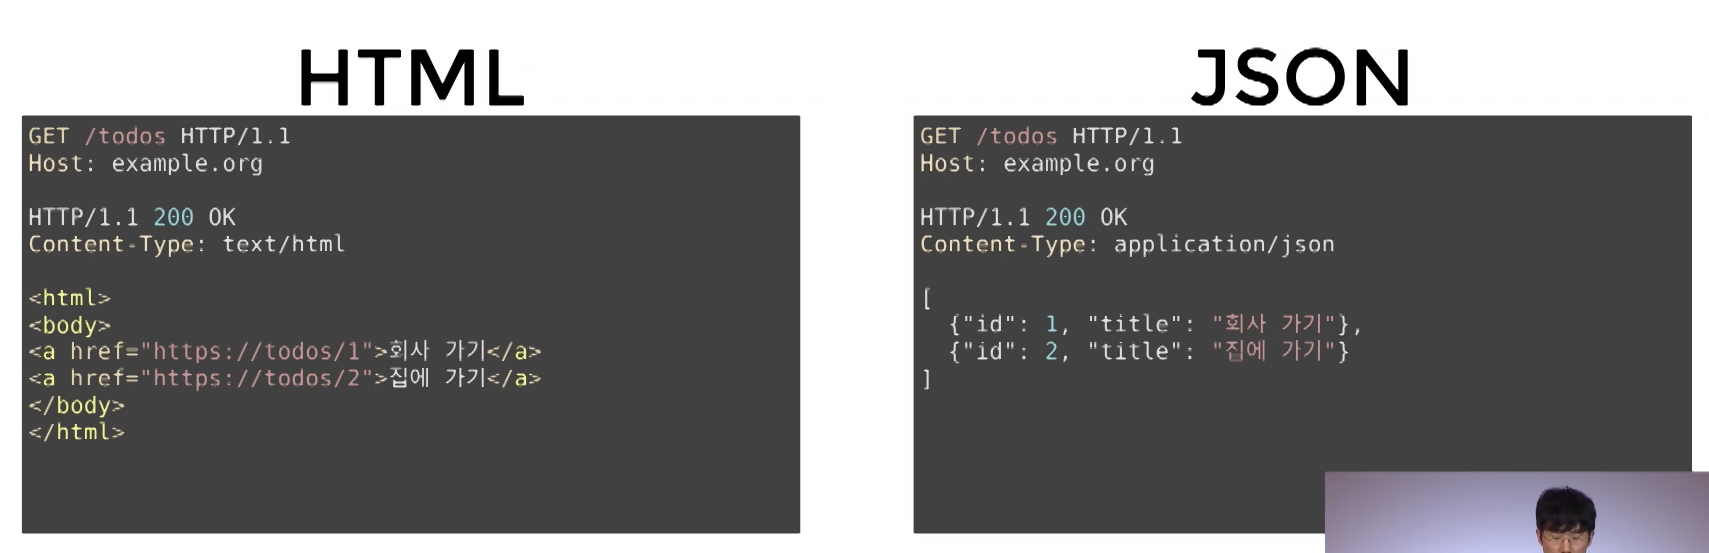 HTML
GET /todos HTTP/1.1
Host: example.org
HTTP/1.1 200 OK
Content-Type: text/html
<html>
<body>
<a href="https://todos/1">회사 가기</a>
<a href="https://todos/2">집에 가기</a>
</body>
</html>
JSON
GET /todos HTTP/1.1
Host: example.org
HTTP/1.1 200 OK
Content-Type: application/json
[
{"id": 1, "title": "회사 가기"},
{"id": 2, "title": "집에 가기"}
]